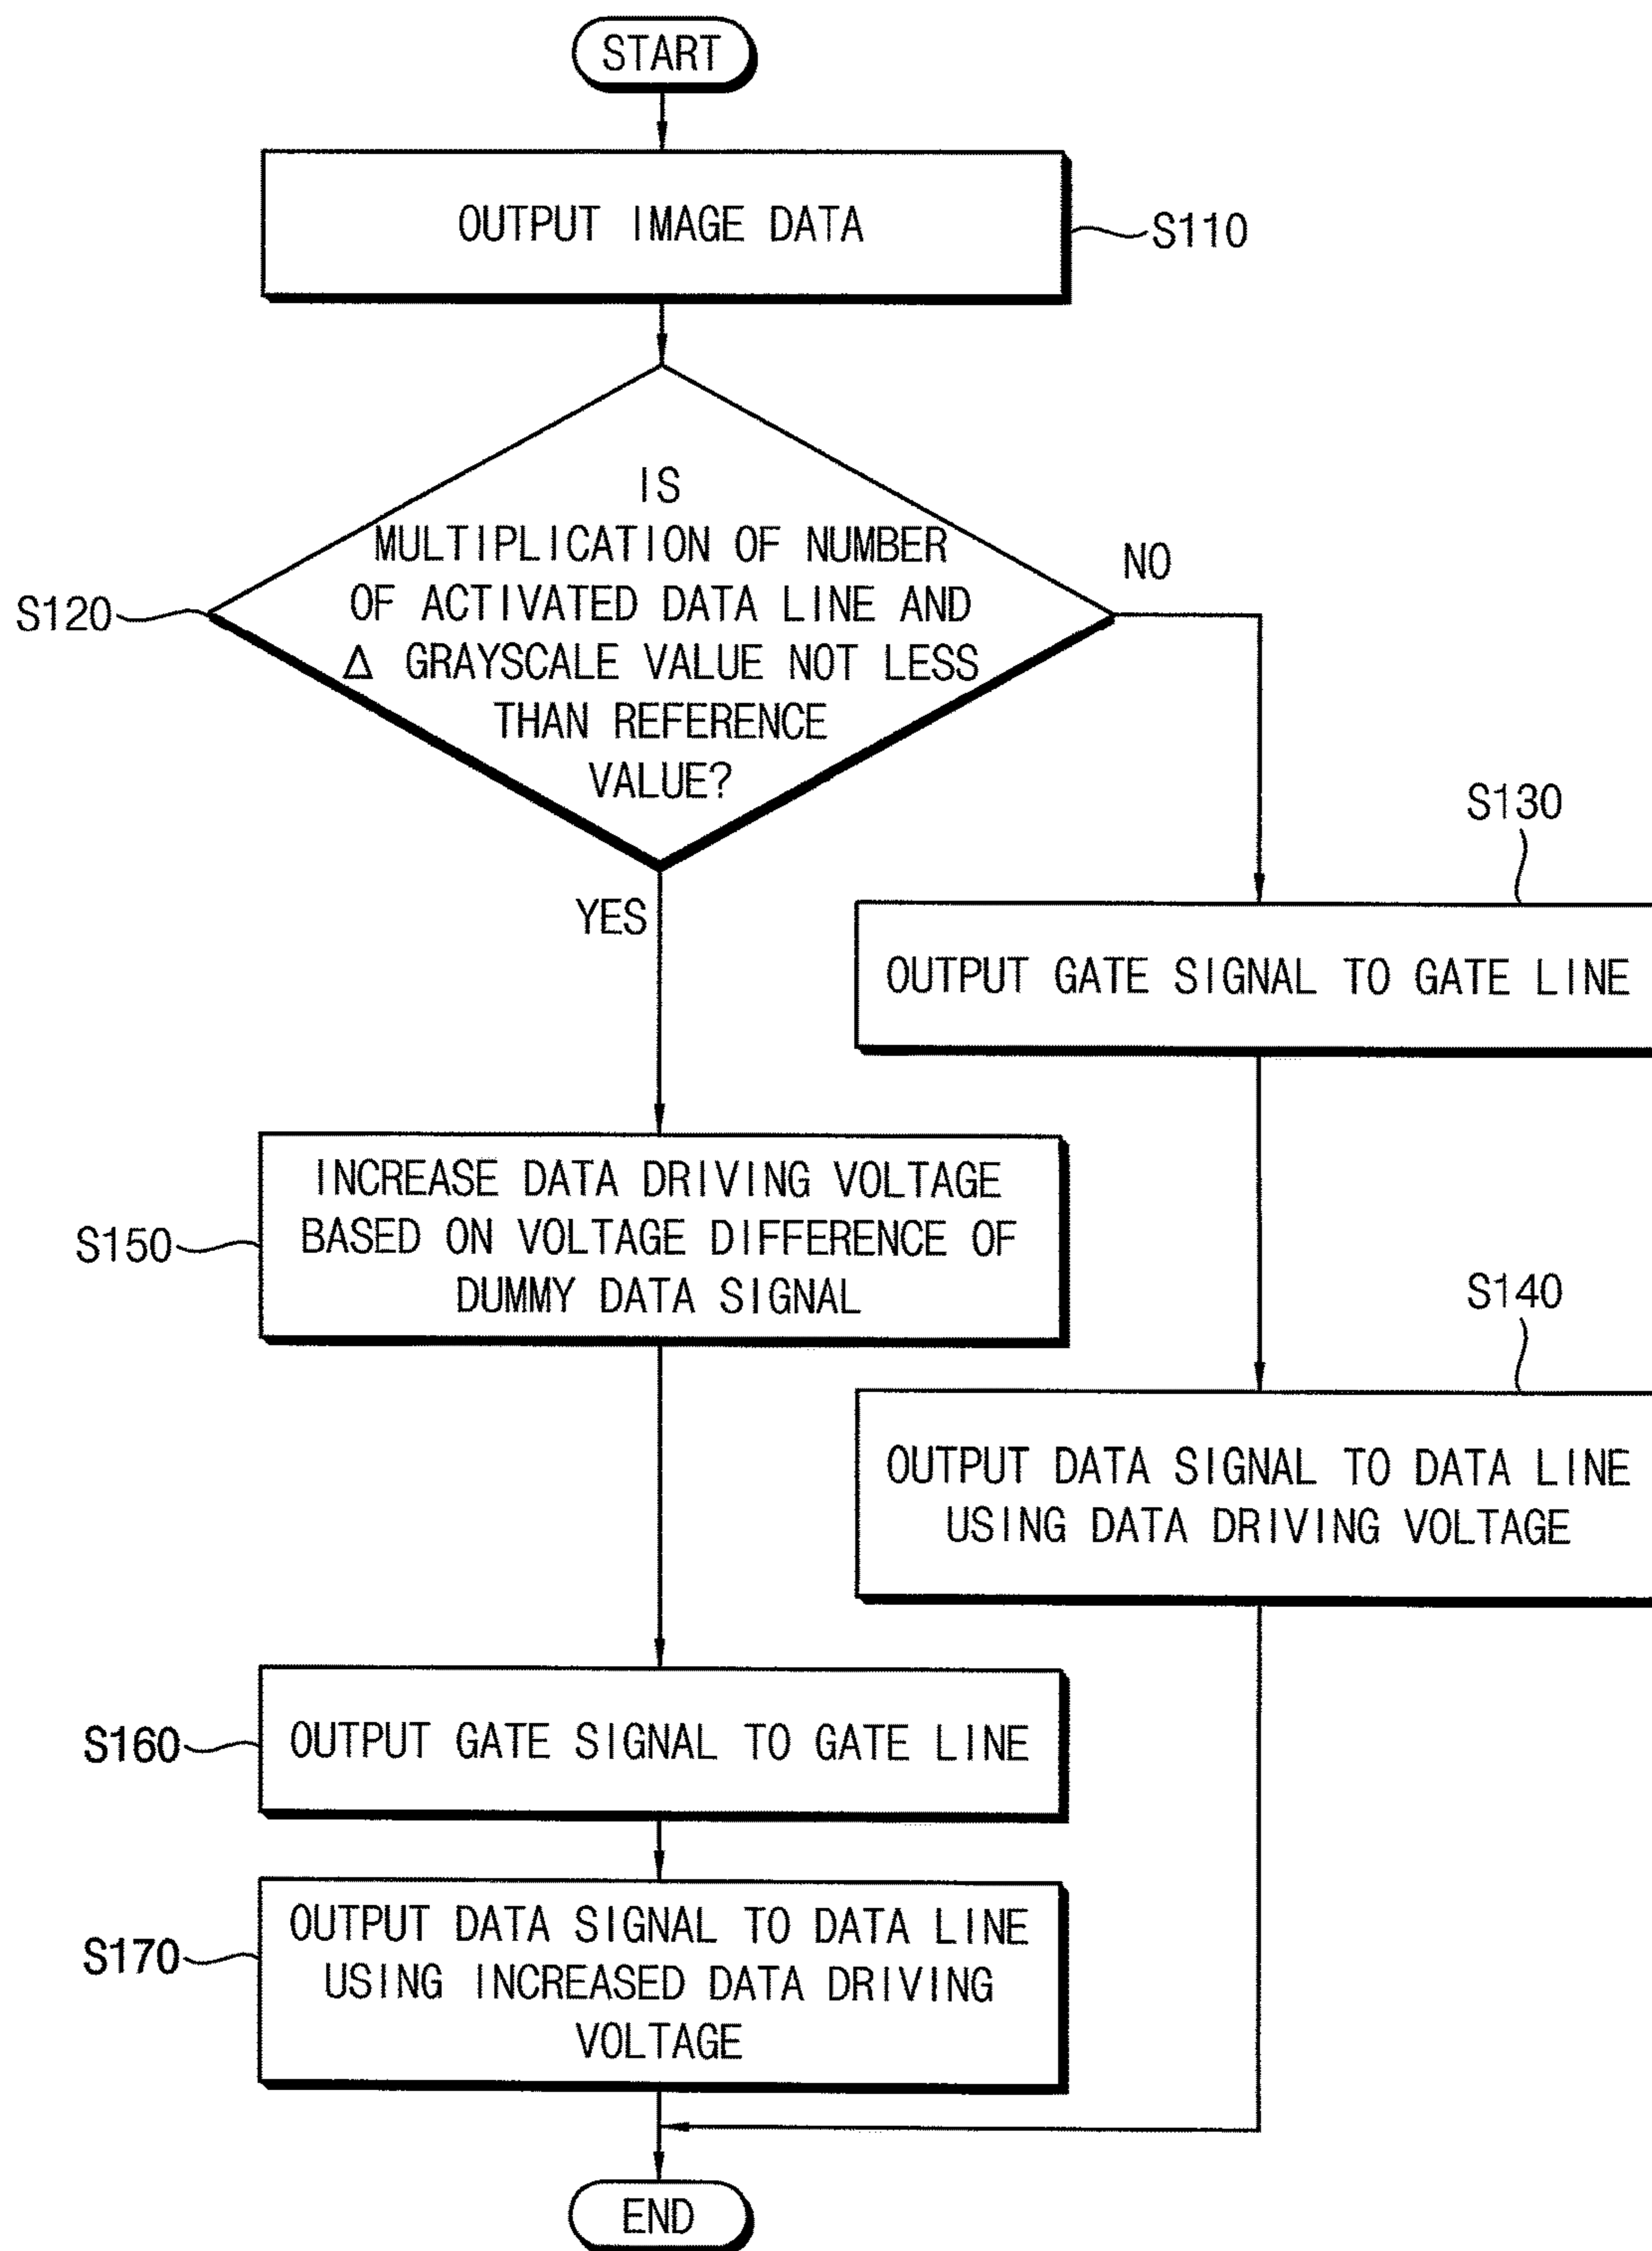 START
OUTPUT IMAGE DATA
S110
IS
MULTIPLICATION OF NUMBER
OF ACTIVATED DATA LINE AND
Δ GRAYSCALE VALUE NOT LESS
THAN REFERENCE
VALUE?
S120
NO
YES
S130
OUTPUT GATE SIGNAL TO GATE LINE
S140
OUTPUT DATA SIGNAL TO DATA LINE
USING DATA DRIVING VOLTAGE
S150
INCREASE DATA DRIVING VOLTAGE
BASED ON VOLTAGE DIFFERENCE OF
DUMMY DATA SIGNAL
S160
OUTPUT GATE SIGNAL TO GATE LINE
S170
OUTPUT DATA SIGNAL TO DATA LINE
USING INCREASED DATA DRIVING
VOLTAGE
END